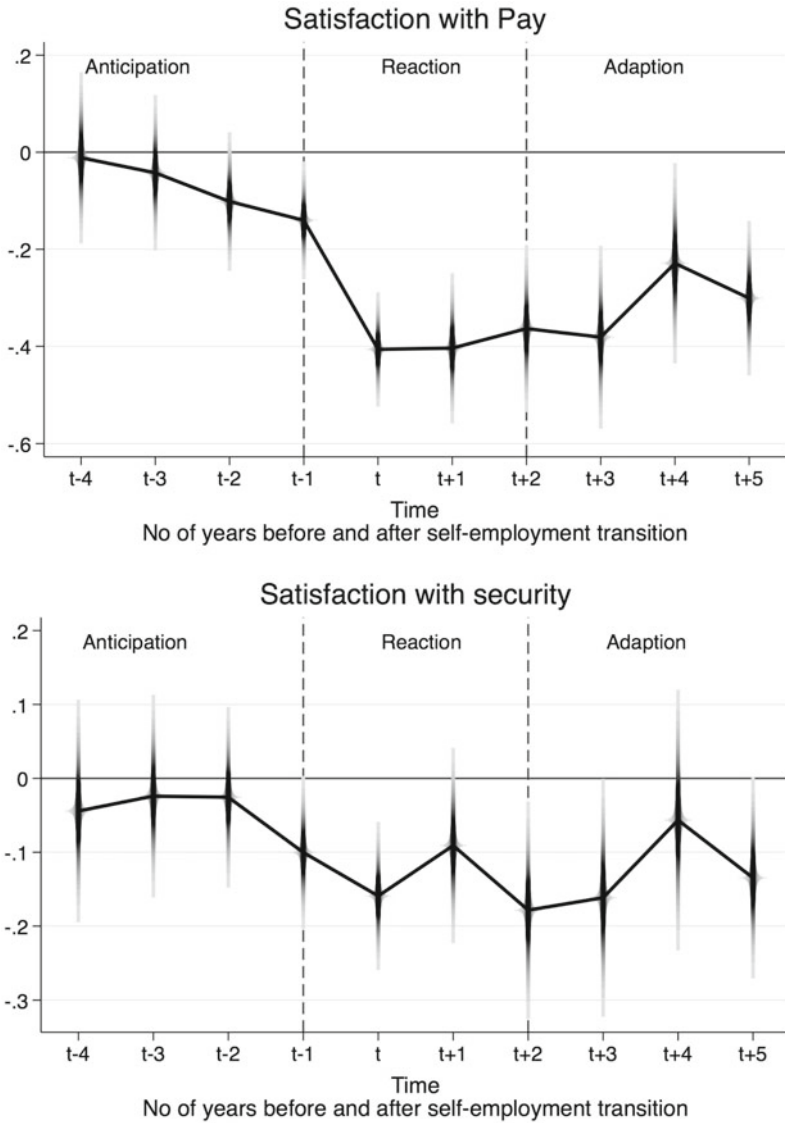 Satisfaction with Pay
Anticipation Reaction Adaption
.2
0
-.2
-.4
-.6
t-4 t-3 t-2 t-1 t t+1 t+2 t+3 t+4 t+5
Time
No of years before and after self-employment transition
Satisfaction with security
.2
Anticipation Reaction Adaption
.1
0
-.1
-.2
-.3
t-4 t-3 t-2 t-1 t t+1 t+2 t+3 t+4 t+5
Time
No of years before and after self-employment transition